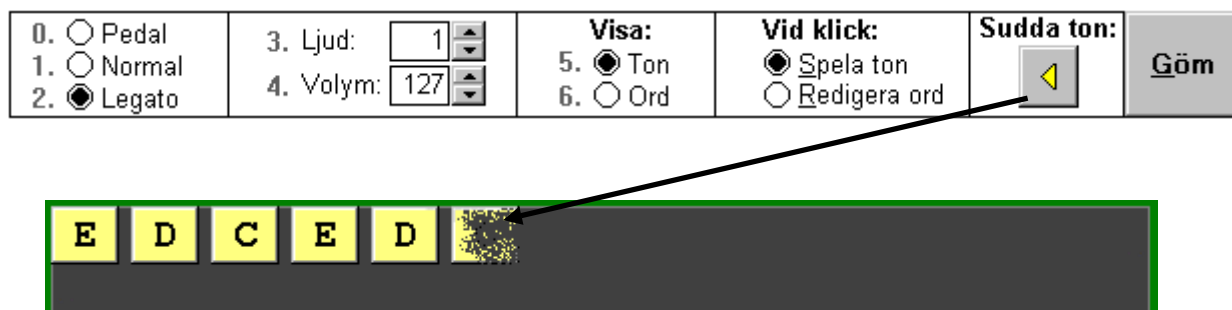 0. Pedal
1. Normal
2. Legato
3. Ljud: 1
4. Volym: 127
Visa:
5. Ton
6. Ord
Vid klick:
Spela ton
Redigera ord
Sudda ton:
Göm
E D C E D